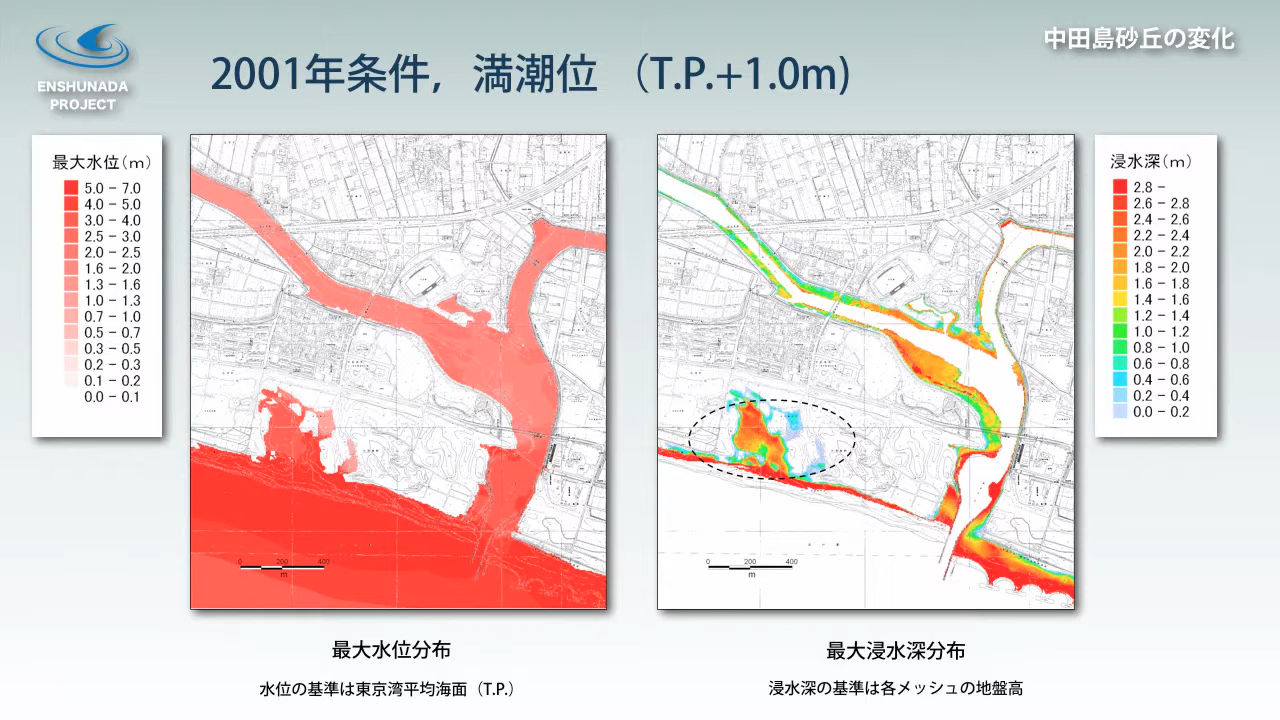 ENSHUNADA
PROJECT
2001年条件，満潮位 （T.P.+1.0m）
中田島砂丘の変化
最大水位(m)
5.0 - 7.0
4.0 - 5.0
3.0 - 4.0
2.5 - 3.0
2.0 - 2.5
1.6 - 2.0
1.3 - 1.6
1.0 - 1.3
0.7 - 1.0
0.5 - 0.7
0.3 - 0.5
0.2 - 0.3
0.1 - 0.2
0.0 - 0.1
0 200 400
m
0 200 400
m
浸水深(m)
2.8 -
2.6 - 2.8
2.4 - 2.6
2.2 - 2.4
2.0 - 2.2
1.8 - 2.0
1.6 - 1.8
1.4 - 1.6
1.2 - 1.4
1.0 - 1.2
0.8 - 1.0
0.6 - 0.8
0.4 - 0.6
0.2 - 0.4
0.0 - 0.2
最大水位分布
水位の基準は東京湾平均海面（T.P.）
最大浸水深分布
浸水深の基準は各メッシュの地盤高